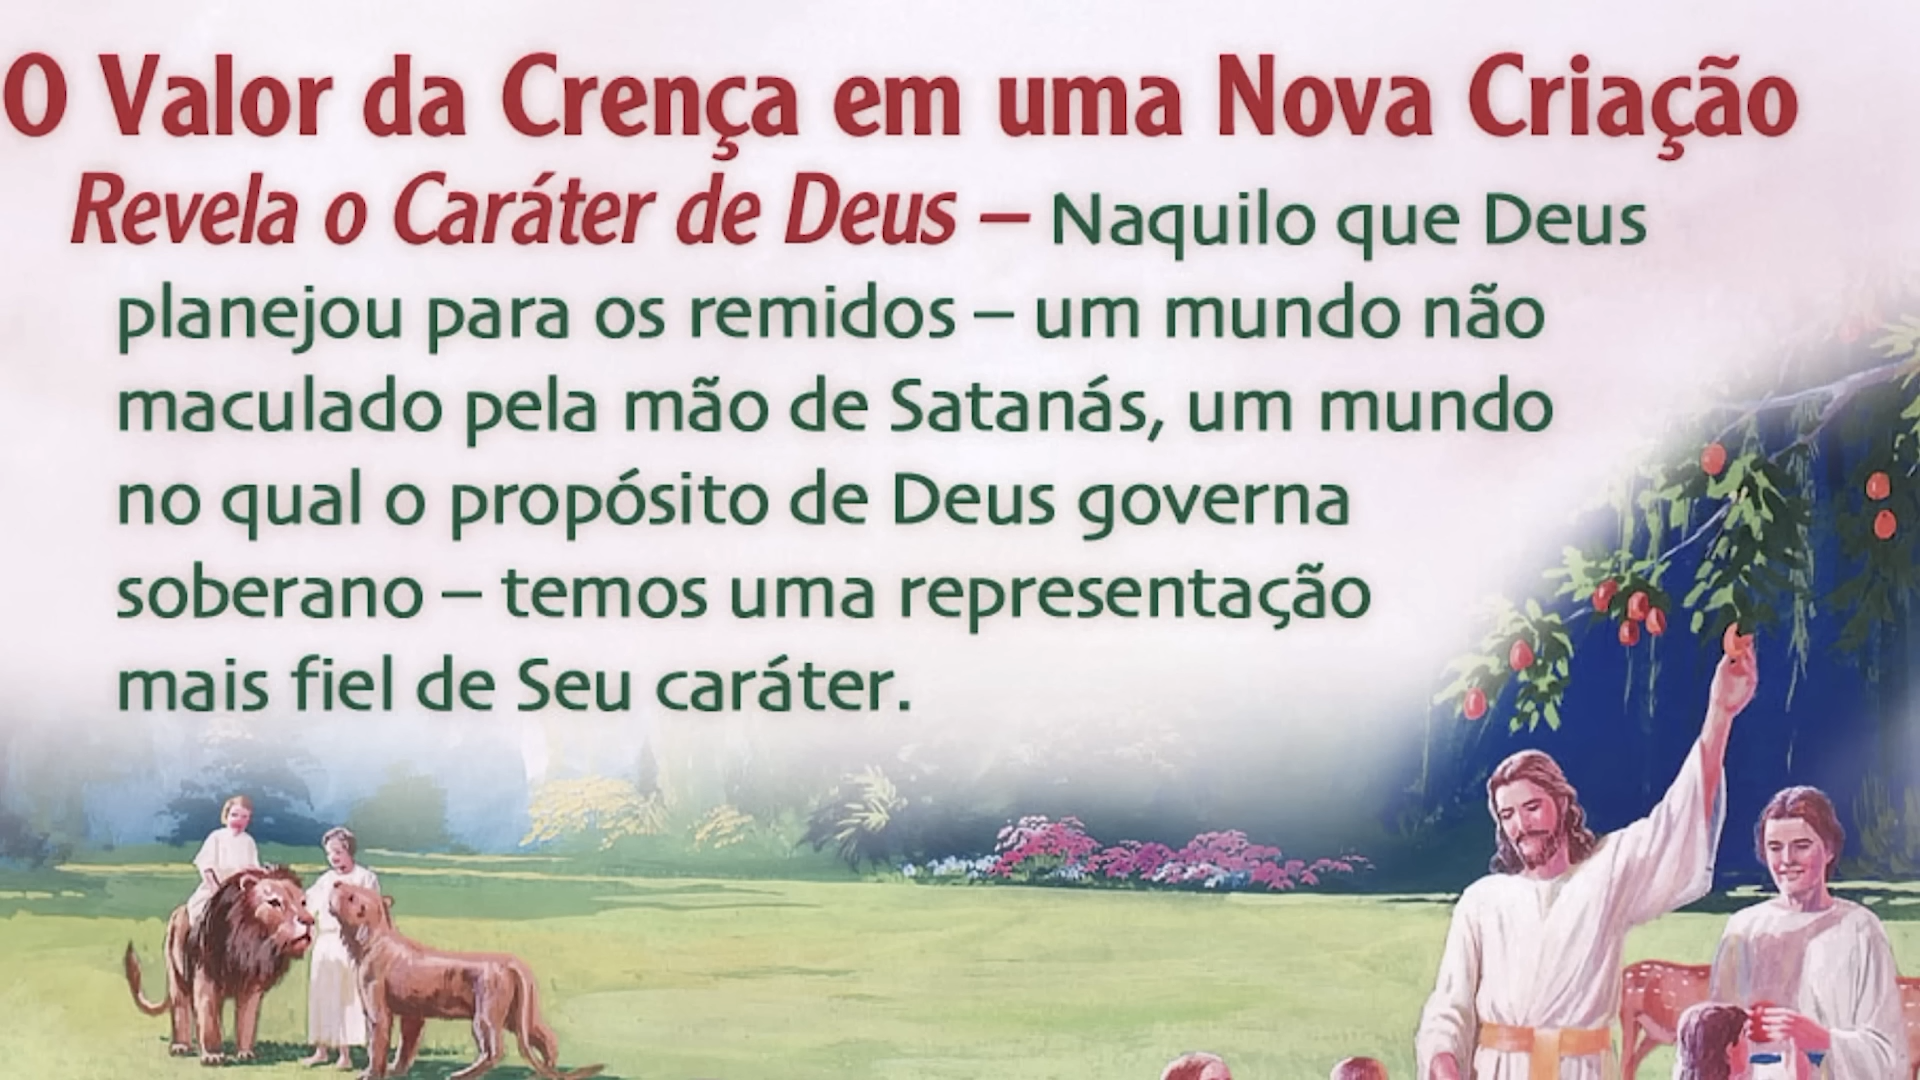 O Valor da Crença em uma Nova Criação
Revela o Caráter de Deus – Naquilo que Deus
planejou para os remidos – um mundo não
maculado pela mão de Satanás, um mundo
no qual o propósito de Deus governa
soberano – temos uma representação
mais fiel de Seu caráter.